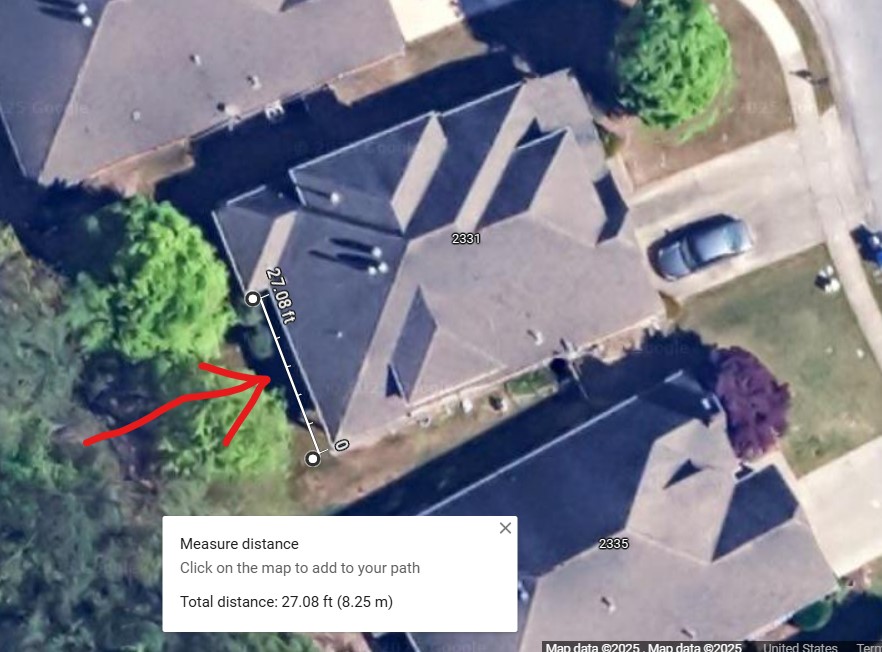 2331
27.08 ft
0
Measure distance
Click on the map to add to your path
Total distance: 27.08 ft (8.25 m)
2335
Map data ©2025 , Map data ©2025 United States Term